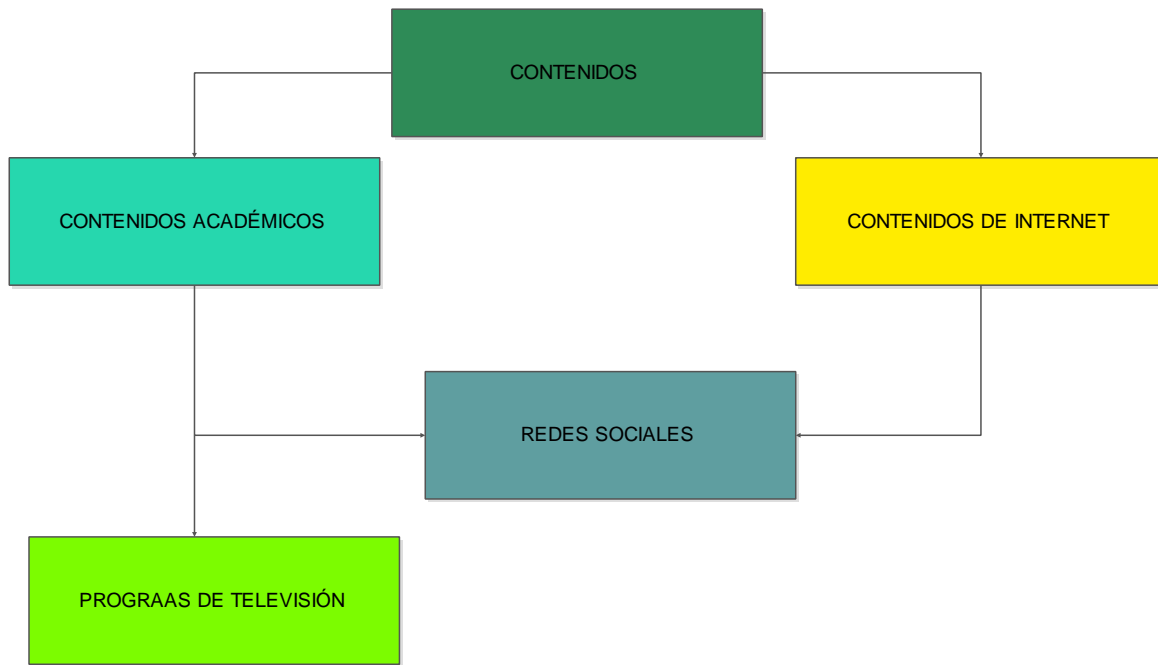 CONTENIDOS
CONTENIDOS ACADÉMICOS
CONTENIDOS DE INTERNET
REDES SOCIALES
PROGRAAS DE TELEVISIÓN